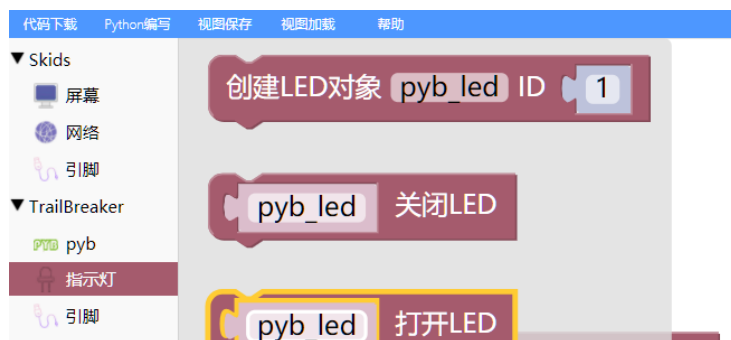 代码下载 Python编写 视图保存 视图加载 帮助
▼ Skids
屏幕
网络
引脚
▼ TrailBreaker
pyb
指示灯
引脚
创建LED对象 pyb_led ID 1
pyb_led 关闭LED
pyb_led 打开LED